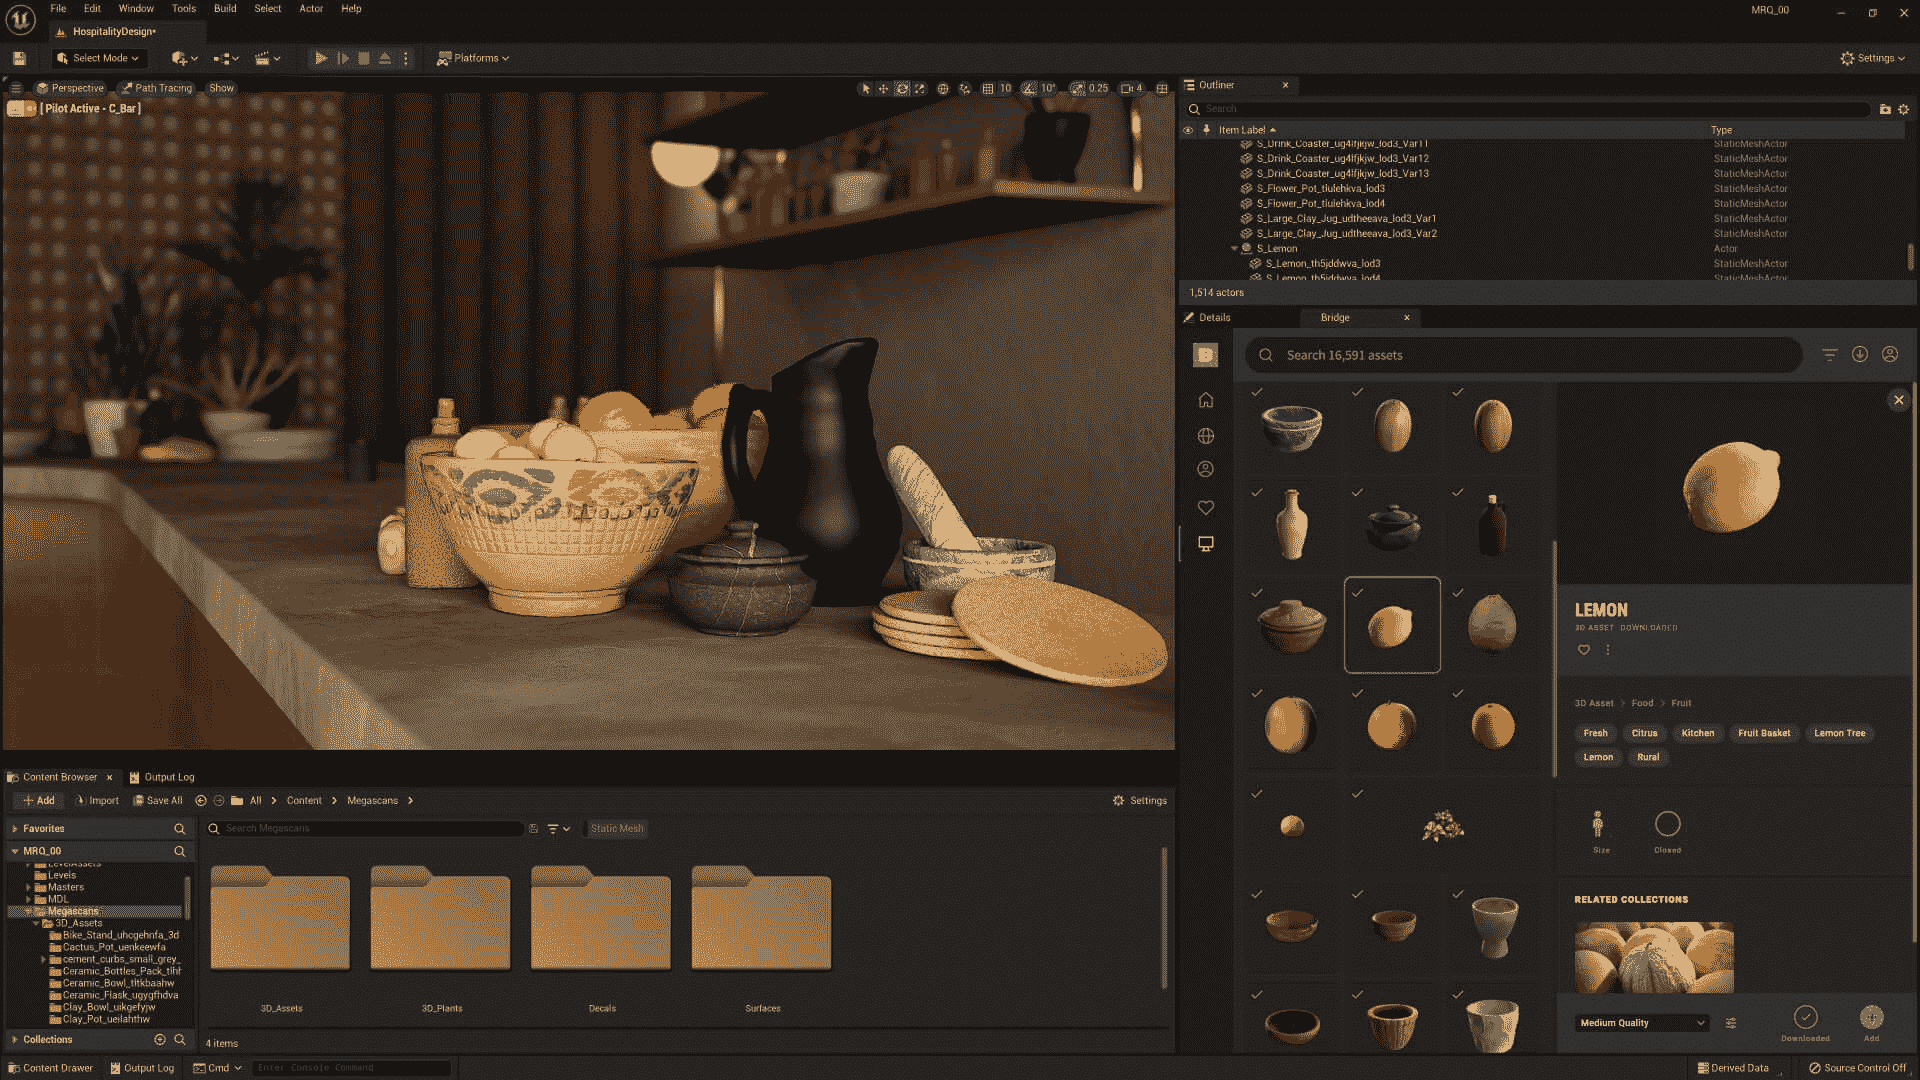 File Edit Window Tools Build Select Actor Help
MRQ_00
HospitalityDesign*
Select Mode
Platforms
Settings
Perspective
Path Tracing
Show
10
10°
0.25
4
[ Pilot Active - C_Bar ]
Outliner
Search
Item Label
Type
S_Drink_Coaster_ug4lfjkjw_lod3_Var11 StaticMeshActor
S_Drink_Coaster_ug4lfjkjw_lod3_Var12 StaticMeshActor
S_Drink_Coaster_ug4lfjkjw_lod3_Var13 StaticMeshActor
S_Flower_Pot_tlulehkva_lod3 StaticMeshActor
S_Flower_Pot_tlulehkva_lod4 StaticMeshActor
S_Large_Clay_Jug_udtheeava_lod3_Var1 StaticMeshActor
S_Large_Clay_Jug_udtheeava_lod3_Var2 StaticMeshActor
S_Lemon Actor
S_Lemon_th5jddwva_lod3 StaticMeshActor
S_Lemon_th5jddwva_lod4 StaticMeshActor
1,514 actors
Details
Bridge
Search 16,591 assets
LEMON
3D ASSET DOWNLOADED
3D Asset > Food > Fruit
Fresh Citrus Kitchen Fruit Basket Lemon Tree
Lemon Rural
Size
Closed
RELATED COLLECTIONS
Medium Quality
Downloaded
Add
Content Browser
Output Log
Add
Import
Save All
All > Content > Megascans >
Settings
Favorites
Search Megascans
Static Mesh
MRQ_00
LevelAssets
Levels
Masters
MDL
Megascans
3D_Assets
Bike_Stand_uhcgehnfa_3d
Cactus_Pot_uenkeewfa
cement_curbs_small_grey_
Ceramic_Bottles_Pack_tlhh
Ceramic_Bowl_tltkbaahw
Ceramic_Flask_ugygfhdva
Clay_Bowl_uikgefyjw
Clay_Pot_ueilahthw
3D_Assets
3D_Plants
Decals
Surfaces
Collections
4 items
Content Drawer
Output Log
Cmd
Enter Console Command
Derived Data
Source Control Off